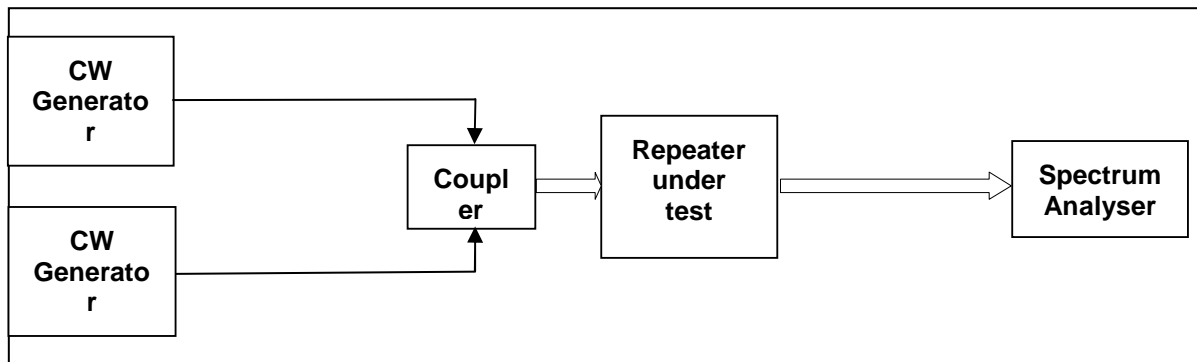 CW
Generato
r
CW
Generato
r
Coupl
er
Repeater
under
test
Spectrum
Analyser